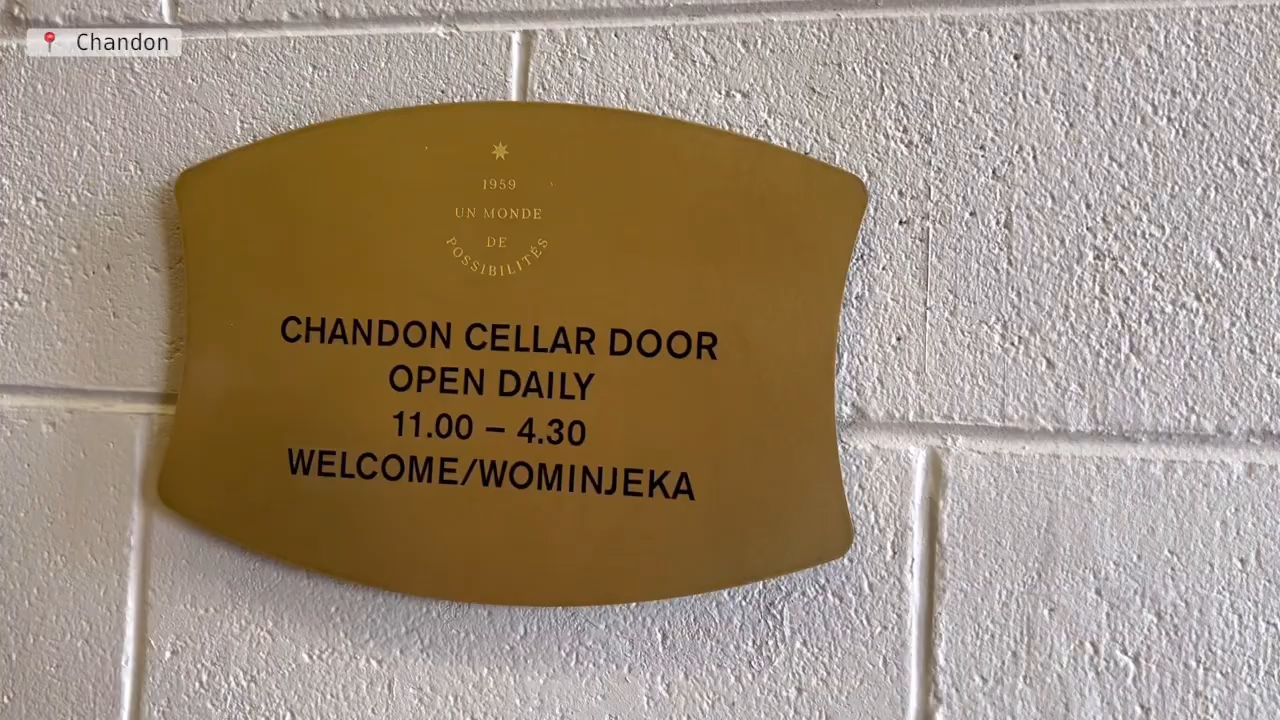 Chandon
1959
UN MONDE
DE
POSSIBILITÉS
CHANDON CELLAR DOOR
OPEN DAILY
11.00 – 4.30
WELCOME/WOMINJEKA